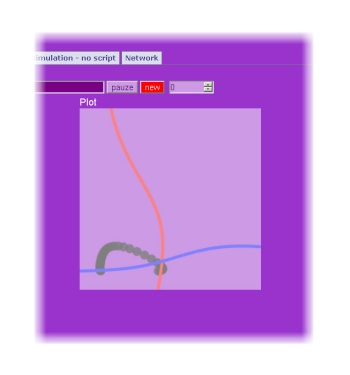 imulation - no script Network
pauze new 0
Plot